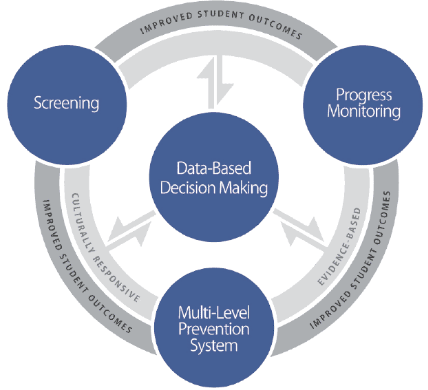 IMPROVED STUDENT OUTCOMES
Screening
Progress
Monitoring
Data-Based
Decision Making
CULTURALLY RESPONSIVE
EVIDENCE-BASED
IMPROVED STUDENT OUTCOMES
IMPROVED STUDENT OUTCOMES
Multi-Level
Prevention
System